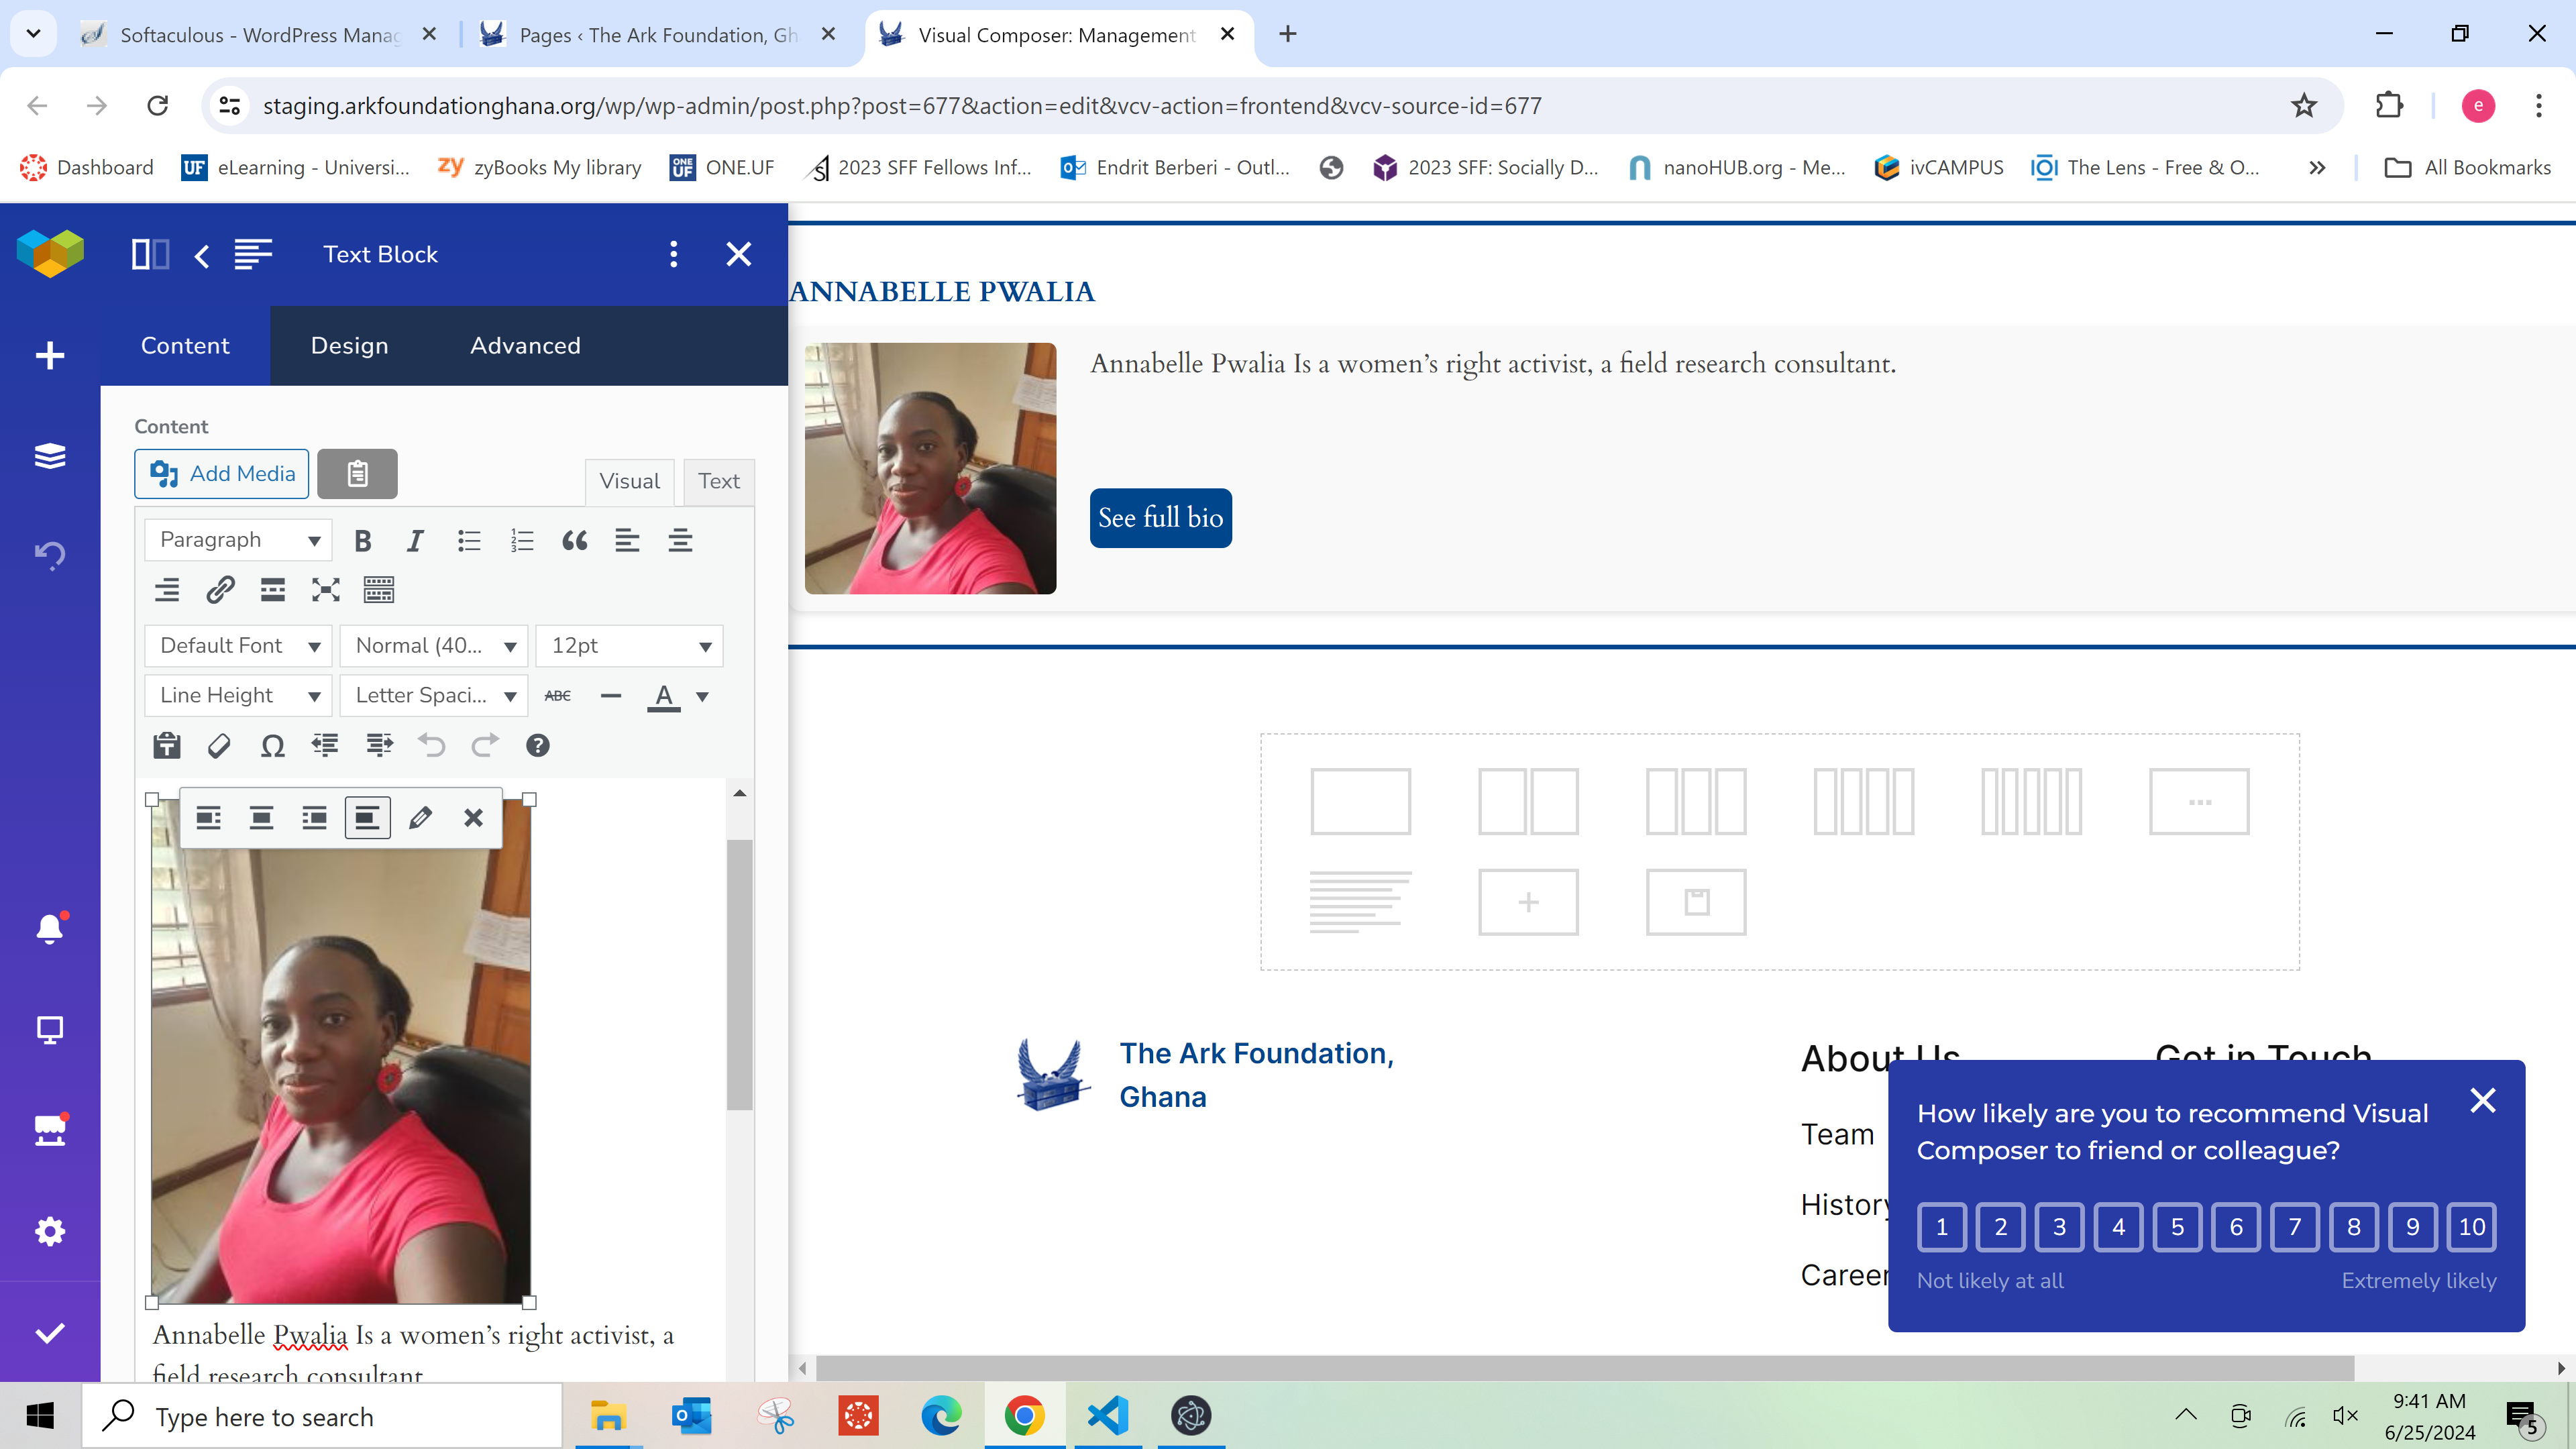 Softaculous - WordPress Manag
Pages ‹ The Ark Foundation, Gh
Visual Composer: Management
staging.arkfoundationghana.org/wp/wp-admin/post.php?post=677&action=edit&vcv-action=frontend&vcv-source-id=677
e
Dashboard
UF eLearning - Universi...
zy zyBooks My library
ONE UF ONE.UF
2023 SFF Fellows Inf...
Endrit Berberi - Outl...
2023 SFF: Socially D...
nanoHUB.org - Me...
ivCAMPUS
The Lens - Free & O...
All Bookmarks
Text Block
Content Design Advanced
Content
Add Media
Visual Text
Paragraph
Default Font Normal (40... 12pt
Line Height Letter Spaci... ABC A
Annabelle Pwalia Is a women’s right activist, a
field research consultant.
ANNABELLE PWALIA
Annabelle Pwalia Is a women’s right activist, a field research consultant.
See full bio
The Ark Foundation,
Ghana
About Us
Team
History
Career
Get in Touch
How likely are you to recommend Visual
Composer to friend or colleague?
1 2 3 4 5 6 7 8 9 10
Not likely at all Extremely likely
Type here to search
9:41 AM
6/25/2024
5